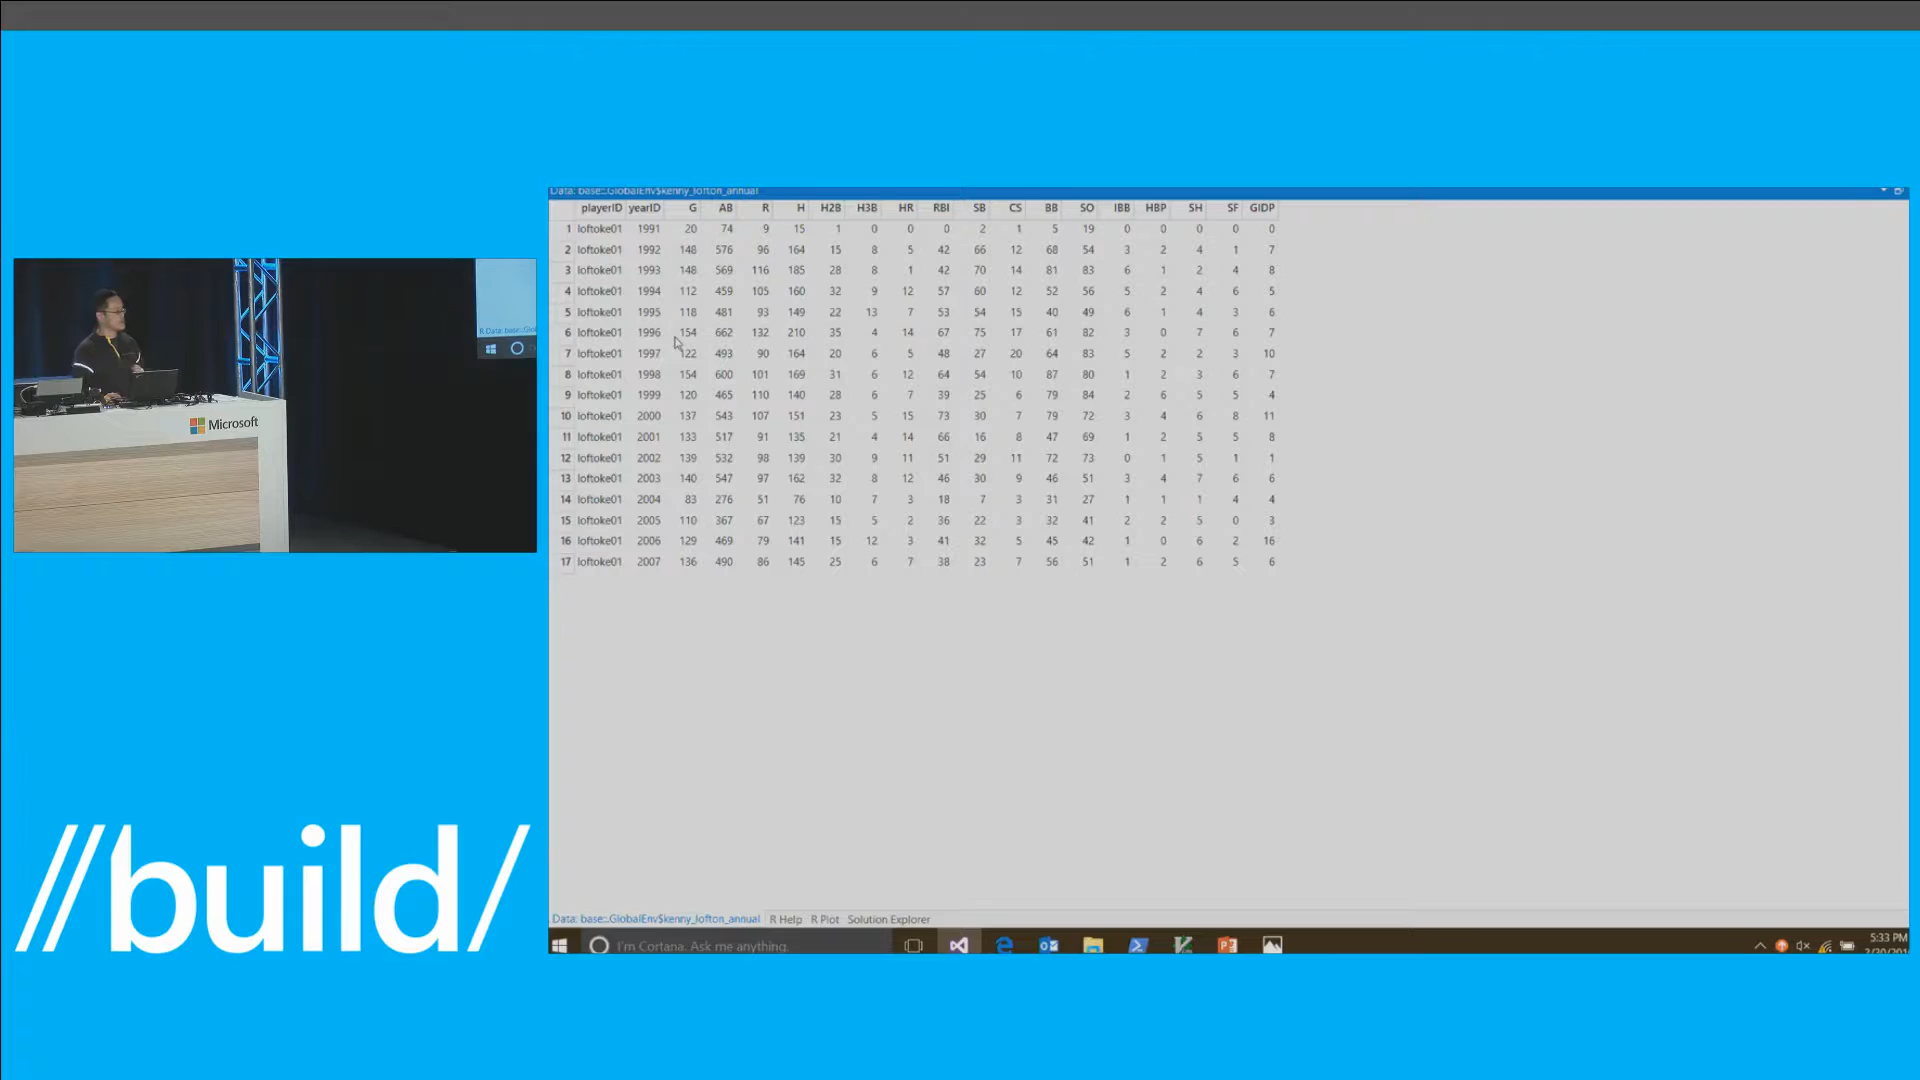 Data: base::.GlobalEnv$kenny_lofton_annual
playerID yearID G AB R H H2B H3B HR RBI SB CS BB SO IBB HBP SH SF GIDP
1 loftoke01 1991 20 74 9 15 1 0 0 0 2 1 5 19 0 0 0 0 0
2 loftoke01 1992 148 576 96 164 15 8 5 42 66 12 68 54 3 2 4 1 7
3 loftoke01 1993 148 569 116 185 28 8 1 42 70 14 81 83 6 1 2 4 8
4 loftoke01 1994 112 459 105 160 32 9 12 57 60 12 52 56 5 2 4 6 5
5 loftoke01 1995 118 481 93 149 22 13 7 53 54 15 40 49 6 1 4 3 6
6 loftoke01 1996 154 662 132 210 35 4 14 67 75 17 61 82 3 0 7 6 7
7 loftoke01 1997 122 493 90 164 20 6 5 48 27 20 64 83 5 2 2 3 10
8 loftoke01 1998 154 600 101 169 31 6 12 64 54 10 87 80 1 2 3 6 7
9 loftoke01 1999 120 465 110 140 28 6 7 39 25 6 79 84 2 6 5 5 4
10 loftoke01 2000 137 543 107 151 23 5 15 73 30 7 79 72 3 4 6 8 11
11 loftoke01 2001 133 517 91 135 21 4 14 66 16 8 47 69 1 2 5 5 8
12 loftoke01 2002 139 532 98 139 30 9 11 51 29 11 72 73 0 1 5 1 1
13 loftoke01 2003 140 547 97 162 32 8 12 46 30 9 46 51 3 4 7 6 6
14 loftoke01 2004 83 276 51 76 10 7 3 18 7 3 31 27 1 1 1 4 4
15 loftoke01 2005 110 367 67 123 15 5 2 36 22 3 32 41 2 2 5 0 3
16 loftoke01 2006 129 469 79 141 15 12 3 41 32 5 45 42 1 0 6 2 16
17 loftoke01 2007 136 490 86 145 25 6 7 38 23 7 56 51 1 2 6 5 6
R Data: base::.Glo
Microsoft
//build/
Data: base::.GlobalEnv$kenny_lofton_annual R Help R Plot Solution Explorer
I'm Cortana. Ask me anything.
5:33 PM